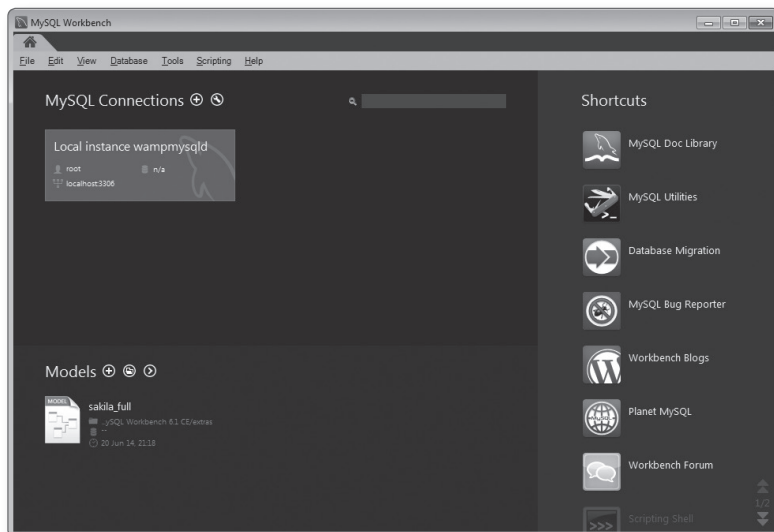 MySQL Workbench
File Edit View Database Tools Scripting Help
MySQL Connections
Local instance wampmysqld
root n/a
localhost:3306
Models
MODEL
sakila_full
..ySQL Workbench 6.1 CE/extras
--
20 Jun 14, 21:18
Shortcuts
MySQL Doc Library
MySQL Utilities
Database Migration
MySQL Bug Reporter
Workbench Blogs
Planet MySQL
Workbench Forum
>>>
Scripting Shell
1/2